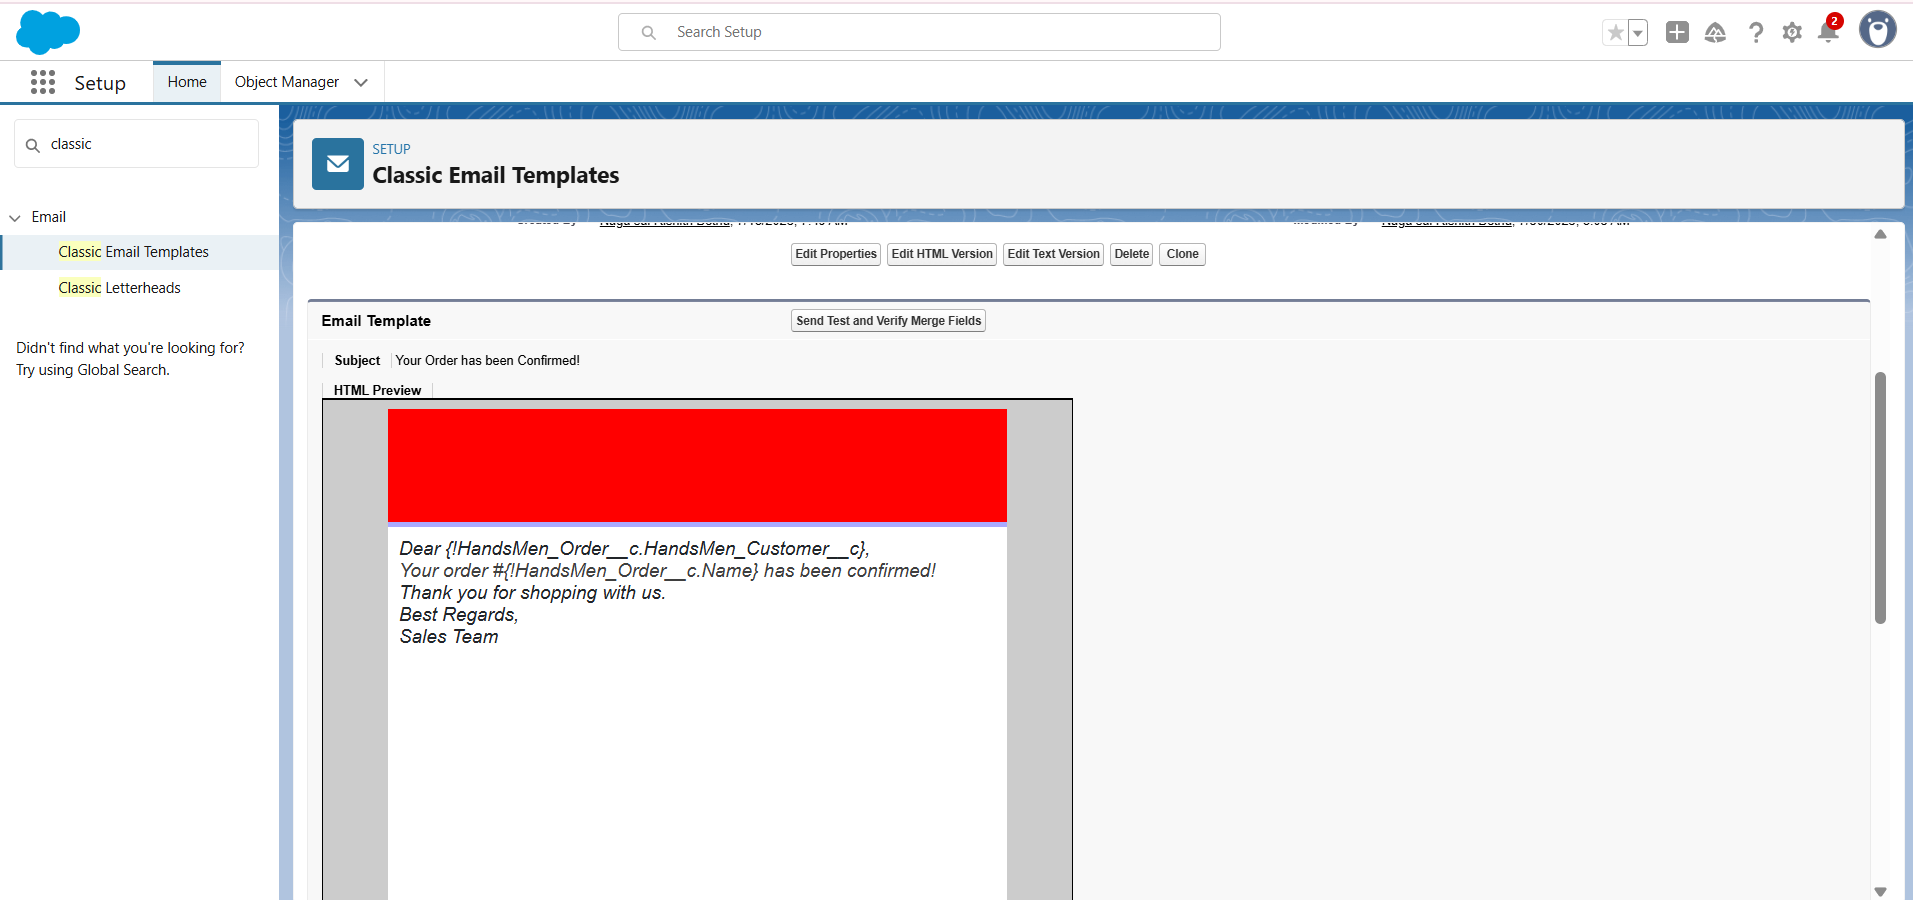 Search Setup
2
Setup
Home
Object Manager
classic
Email
Classic Email Templates
Classic Letterheads
Didn't find what you're looking for?
Try using Global Search.
SETUP
Classic Email Templates
Edit Properties
Edit HTML Version
Edit Text Version
Delete
Clone
Email Template
Send Test and Verify Merge Fields
Subject
Your Order has been Confirmed!
HTML Preview
Dear {!HandsMen_Order__c.HandsMen_Customer__c},
Your order #{!HandsMen_Order__c.Name} has been confirmed!
Thank you for shopping with us.
Best Regards,
Sales Team